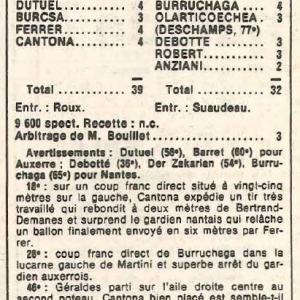 DUTUEL ............ 4 BURRUCHAGA ...... 3
BURCSA ............ 3 OLARTICOECHEA . 3
FERRER ............ 4 (DESCHAMPS, 77e)
CANTONA .......... 4 DEBOTTE ............ 3
ROBERT ............ 3
ANZIANI ............ 2
Total ............ 39 Total ............ 32
Entr. : Roux. Entr. : Suaudeau.
9 600 spect. Recette : n.c.
Arbitrage de M. Bouillet .................. 3
Avertissements : Dutuel (56e), Barret (60e) pour
Auxerre ; Debotté (36e), Der Zakarian (54e), Burru-
chaga (65e) pour Nantes.
18e : sur un coup franc direct situé à vingt-cinq
mètres sur la gauche, Cantona expédie un tir très
travaillé qui rebondit à deux mètres de Bertrand-
Demanes et surprend le gardien nantais qui relâche
un ballon finalement envoyé en six mètres par Fer-
rer.
28e : coup franc direct de Burruchaga dans la
lucarne gauche de Martini et superbe arrêt du gar-
dien auxerrois.
46e : Géraldes parti sur l'aile droite centre au
second poteau. Cantona bien placé est semble-t-il